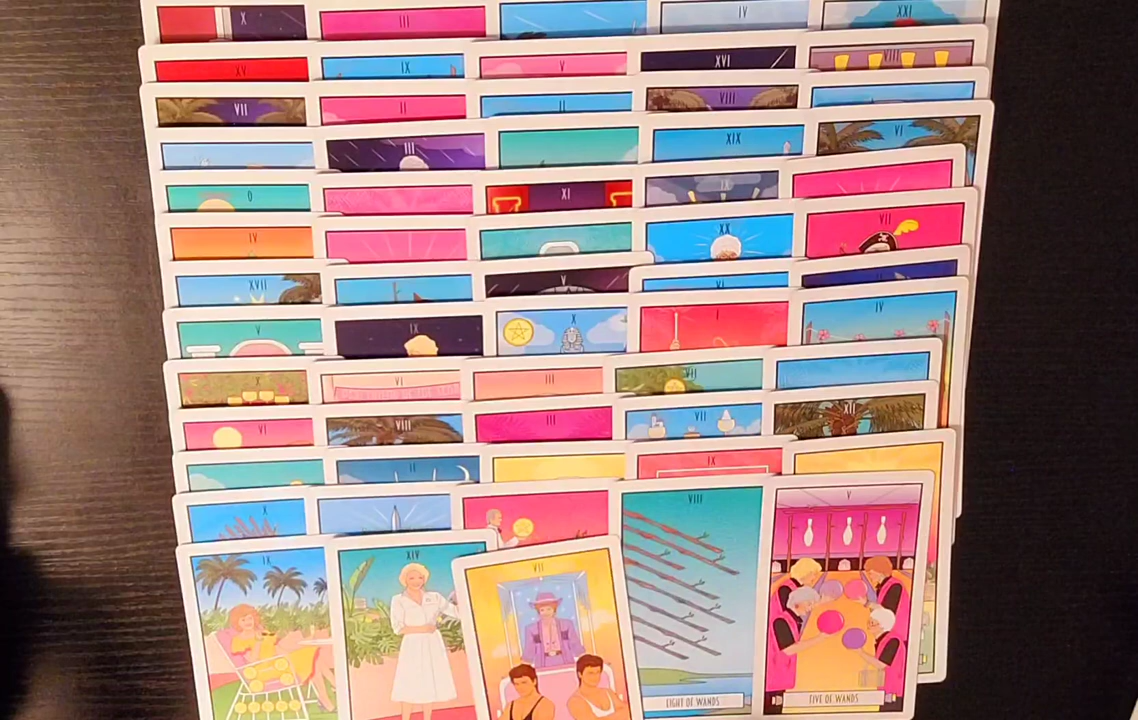 X III IV XXI
XV IX V XVI VIII
VII II II VIII
III XIX VI
0 XI IX
IV XX VII
XVII V VI
V IX X I IV
X VI III VII
VI VIII III VII XII
II IX
X
IX XIV VII VIII V
EIGHT OF WANDS FIVE OF WANDS